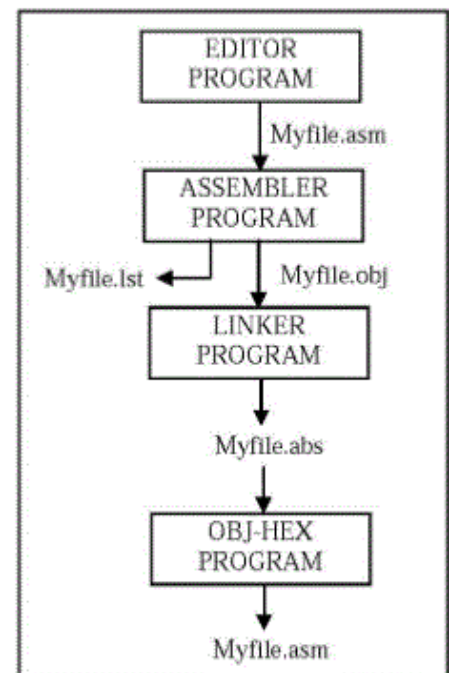 EDITOR
PROGRAM
Myfile.asm
ASSEMBLER
PROGRAM
Myfile.lst
Myfile.obj
LINKER
PROGRAM
Myfile.abs
OBJ-HEX
PROGRAM
Myfile.asm